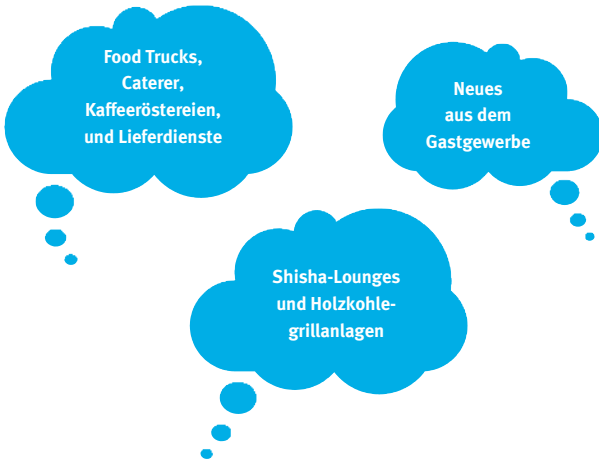 Food Trucks,
Caterer,
Kaffeeröstereien,
und Lieferdienste
Neues
aus dem
Gastgewerbe
Shisha-Lounges
und Holzkohle-
grillanlagen